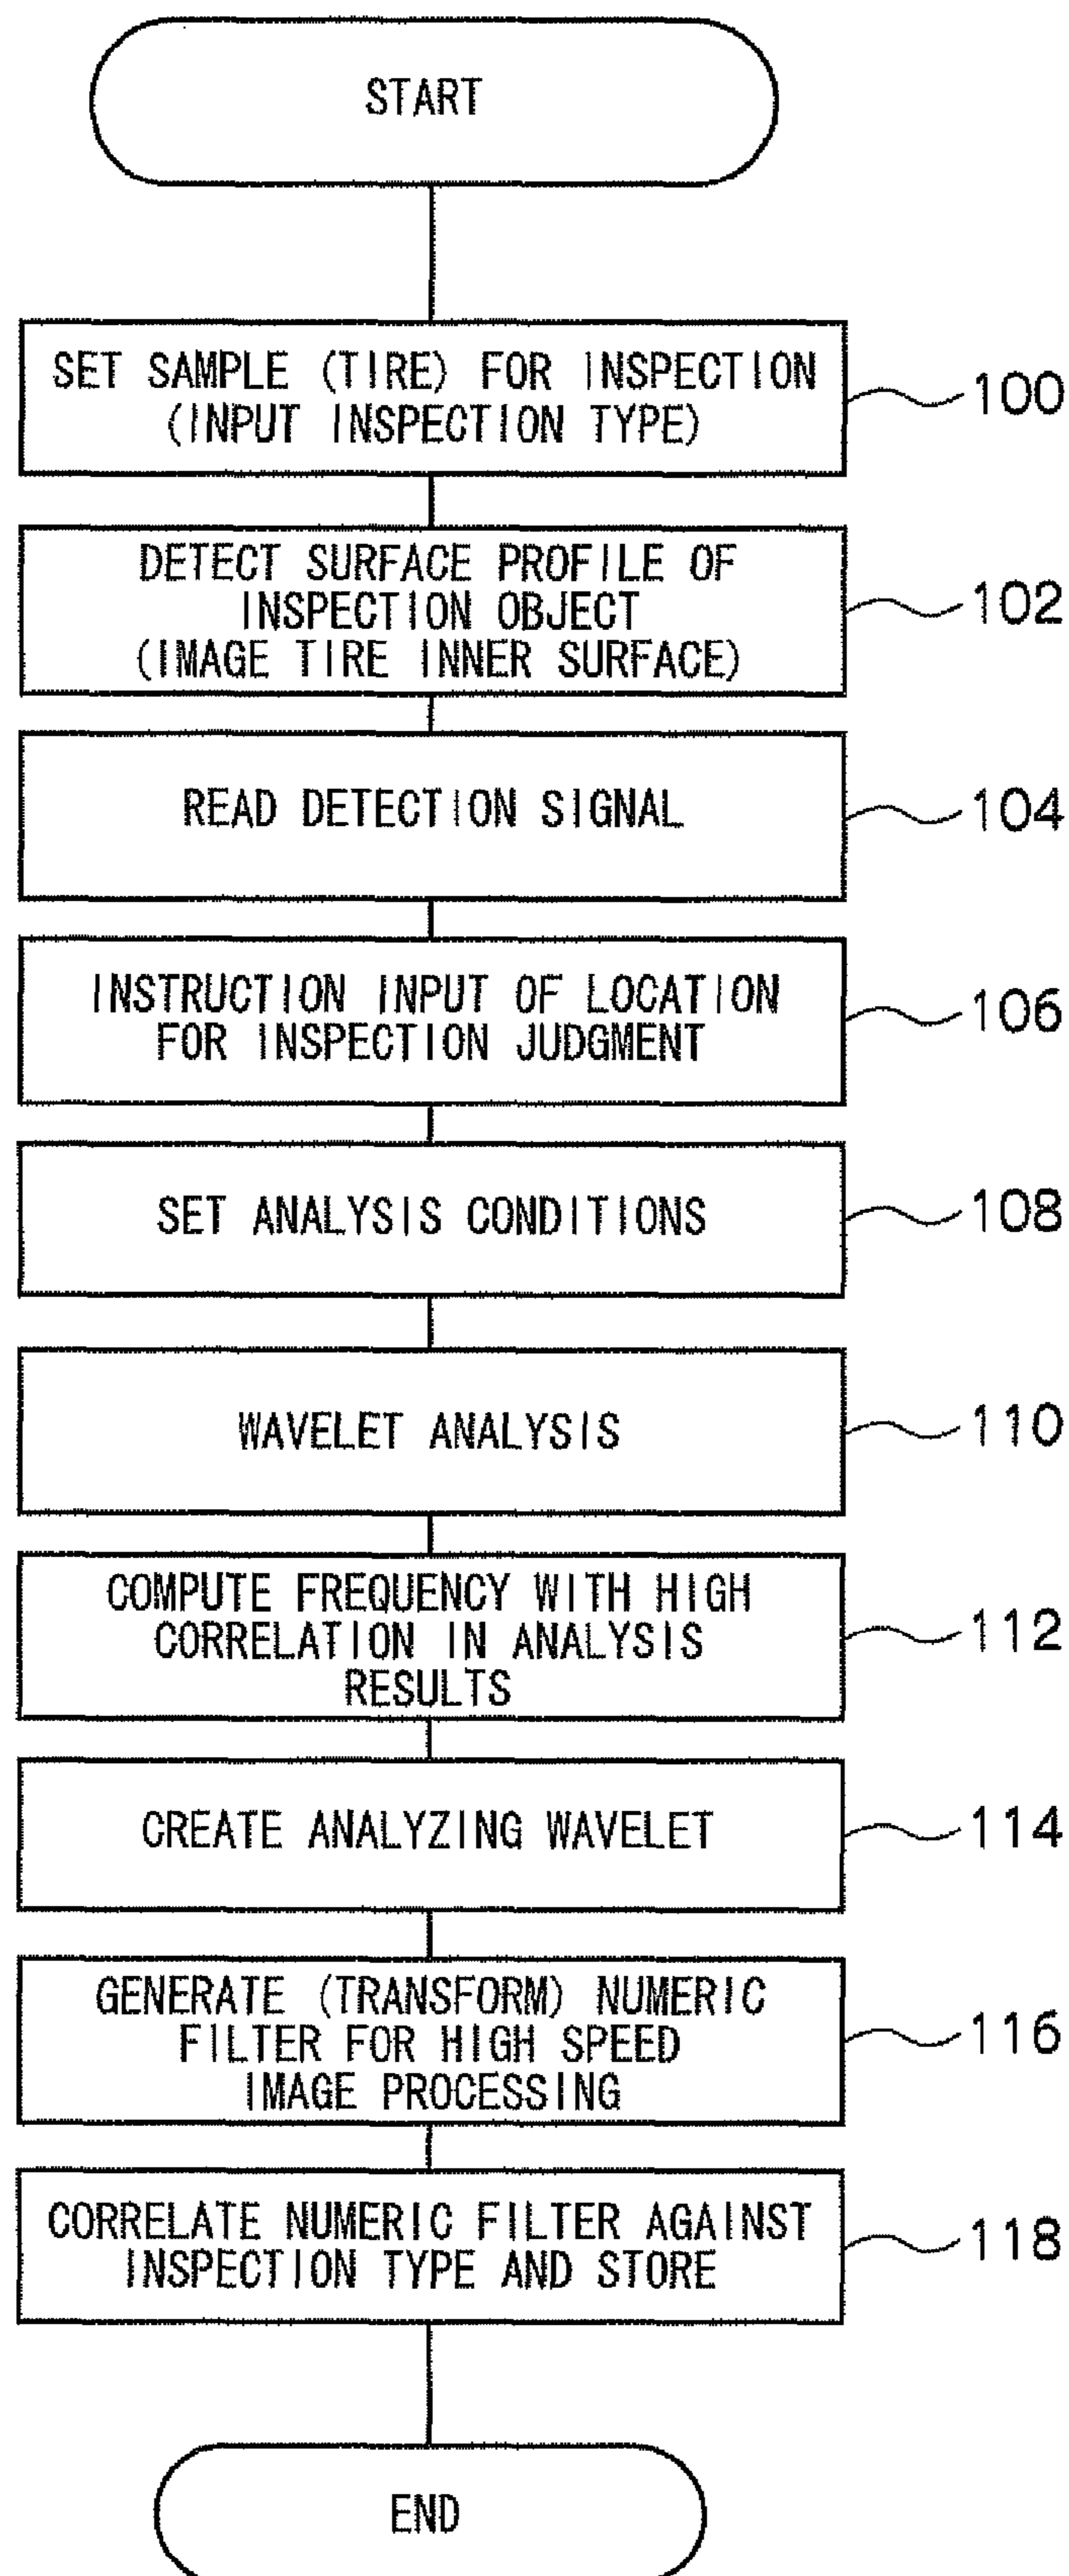 START
SET SAMPLE (TIRE) FOR INSPECTION
(INPUT INSPECTION TYPE)
100
DETECT SURFACE PROFILE OF
INSPECTION OBJECT
(IMAGE TIRE INNER SURFACE)
102
READ DETECTION SIGNAL
104
INSTRUCTION INPUT OF LOCATION
FOR INSPECTION JUDGMENT
106
SET ANALYSIS CONDITIONS
108
WAVELET ANALYSIS
110
COMPUTE FREQUENCY WITH HIGH
CORRELATION IN ANALYSIS
RESULTS
112
CREATE ANALYZING WAVELET
114
GENERATE (TRANSFORM) NUMERIC
FILTER FOR HIGH SPEED
IMAGE PROCESSING
116
CORRELATE NUMERIC FILTER AGAINST
INSPECTION TYPE AND STORE
118
END